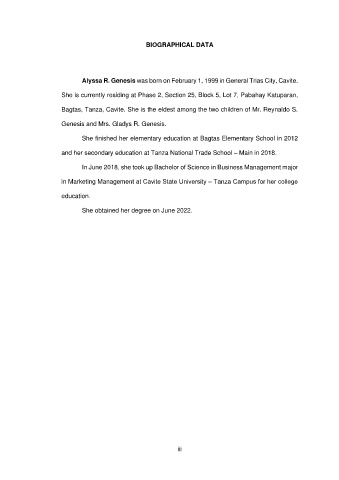 BIOGRAPHICAL DATA
Alyssa R. Genesis was born on February 1, 1999 in General Trias City, Cavite.
She is currently residing at Phase 2, Section 25, Block 5, Lot 7, Pabahay Katuparan,
Bagtas, Tanza, Cavite. She is the eldest among the two children of Mr. Reynaldo S.
Genesis and Mrs. Gladys R. Genesis.
She finished her elementary education at Bagtas Elementary School in 2012
and her secondary education at Tanza National Trade School – Main in 2018.
In June 2018, she took up Bachelor of Science in Business Management major
in Marketing Management at Cavite State University – Tanza Campus for her college
education.
She obtained her degree on June 2022.
iii